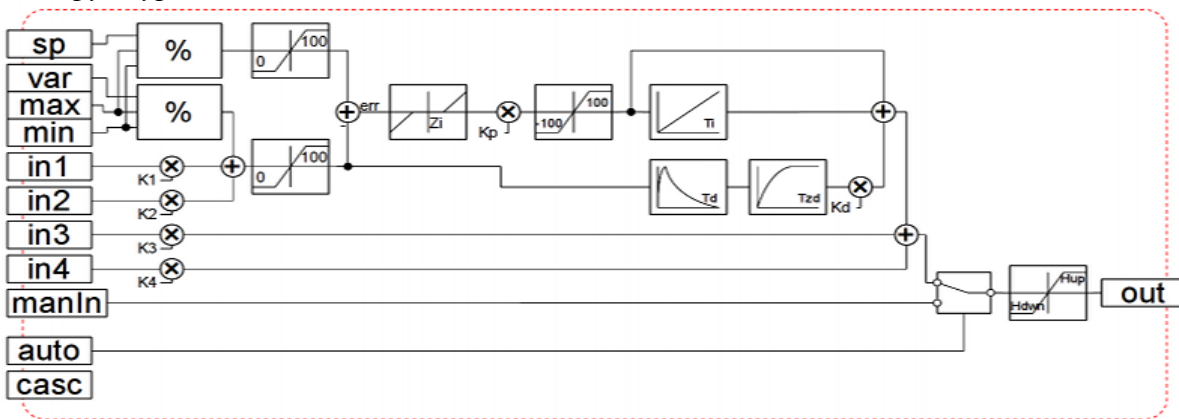 sp
var
max
min
in1
in2
in3
in4
manIn
auto
casc
%
%
0 100
0 100
K1
K2
K3
K4
-
err
Zi
Kp
-100 100
Ti
Td
Tzd
Kd
Hdwn Hup
out